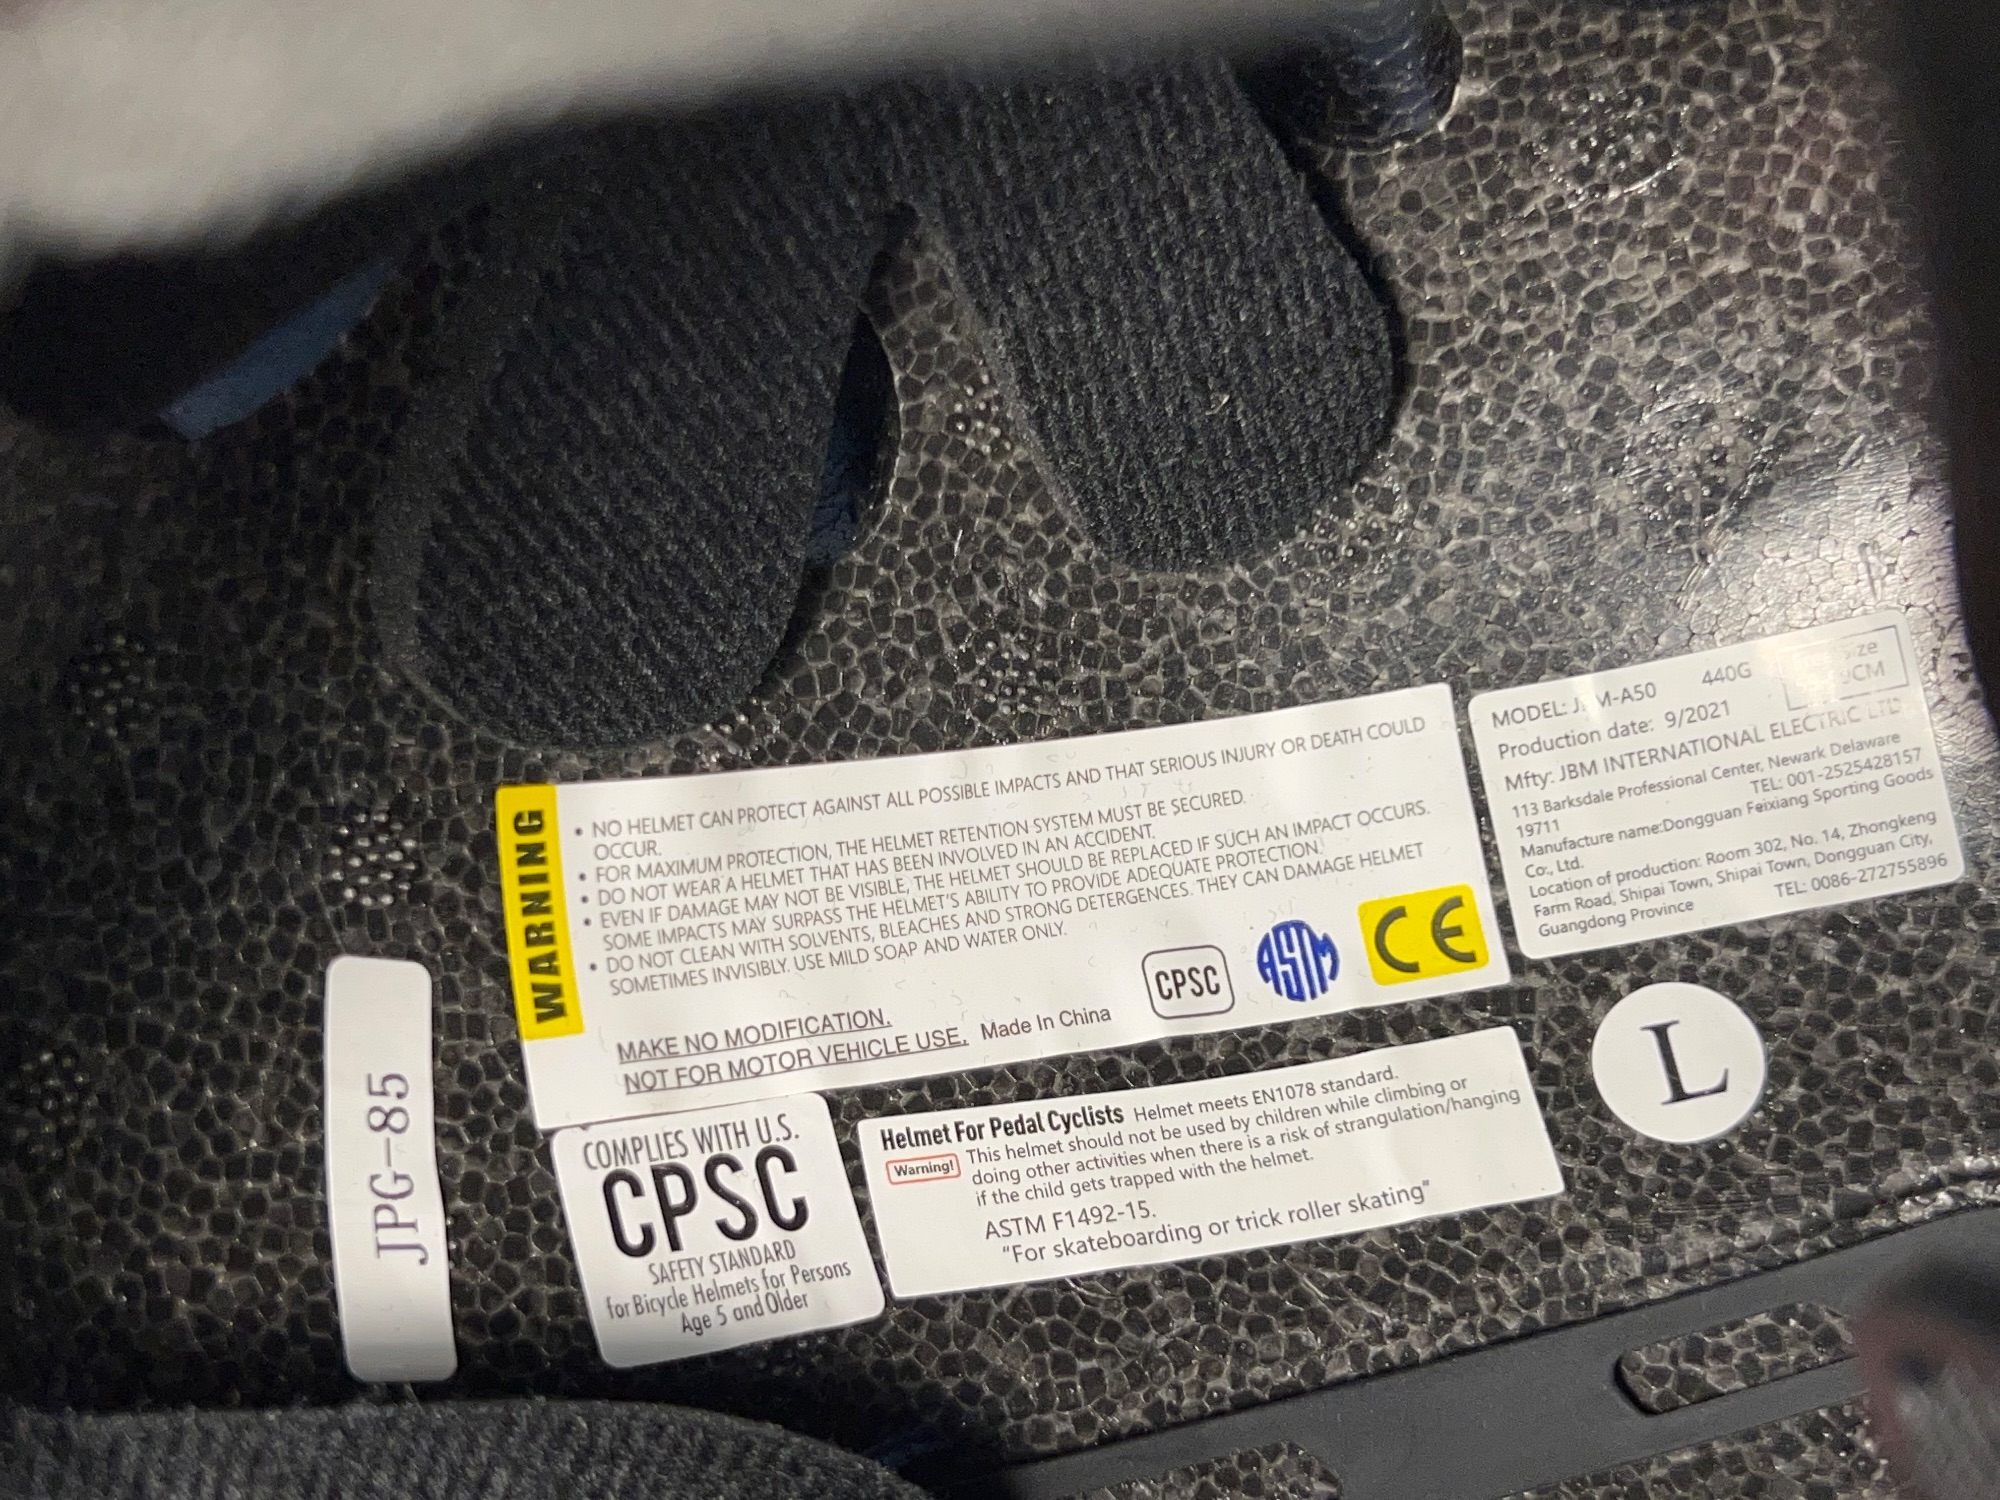 WARNING
• NO HELMET CAN PROTECT AGAINST ALL POSSIBLE IMPACTS AND THAT SERIOUS INJURY OR DEATH COULD
OCCUR.
• FOR MAXIMUM PROTECTION, THE HELMET RETENTION SYSTEM MUST BE SECURED.
• DO NOT WEAR A HELMET THAT HAS BEEN INVOLVED IN AN ACCIDENT.
• EVEN IF DAMAGE MAY NOT BE VISIBLE, THE HELMET SHOULD BE REPLACED IF SUCH AN IMPACT OCCURS.
SOME IMPACTS MAY SURPASS THE HELMET'S ABILITY TO PROVIDE ADEQUATE PROTECTION.
• DO NOT CLEAN WITH SOLVENTS, BLEACHES AND STRONG DETERGENCES. THEY CAN DAMAGE HELMET
SOMETIMES INVISIBLY. USE MILD SOAP AND WATER ONLY.
MAKE NO MODIFICATION.
NOT FOR MOTOR VEHICLE USE. Made In China
CPSC ASTM CE
MODEL: M-A50 440G
Production date: 9/2021
Mfty: JBM INTERNATIONAL ELECTRIC LTD
113 Barksdale Professional Center, Newark Delaware
19711 TEL: 001-2525428157
Manufacture name:Dongguan Feixiang Sporting Goods
Co., Ltd.
Location of production: Room 302, No. 14, Zhongkeng
Farm Road, Shipai Town, Shipai Town, Dongguan City,
Guangdong Province TEL: 0086-272755896
L
JPG-85
COMPLIES WITH U.S.
CPSC
SAFETY STANDARD
for Bicycle Helmets for Persons
Age 5 and Older
Helmet For Pedal Cyclists Helmet meets EN1078 standard.
Warning! This helmet should not be used by children while climbing or
doing other activities when there is a risk of strangulation/hanging
if the child gets trapped with the helmet.
ASTM F1492-15.
"For skateboarding or trick roller skating"